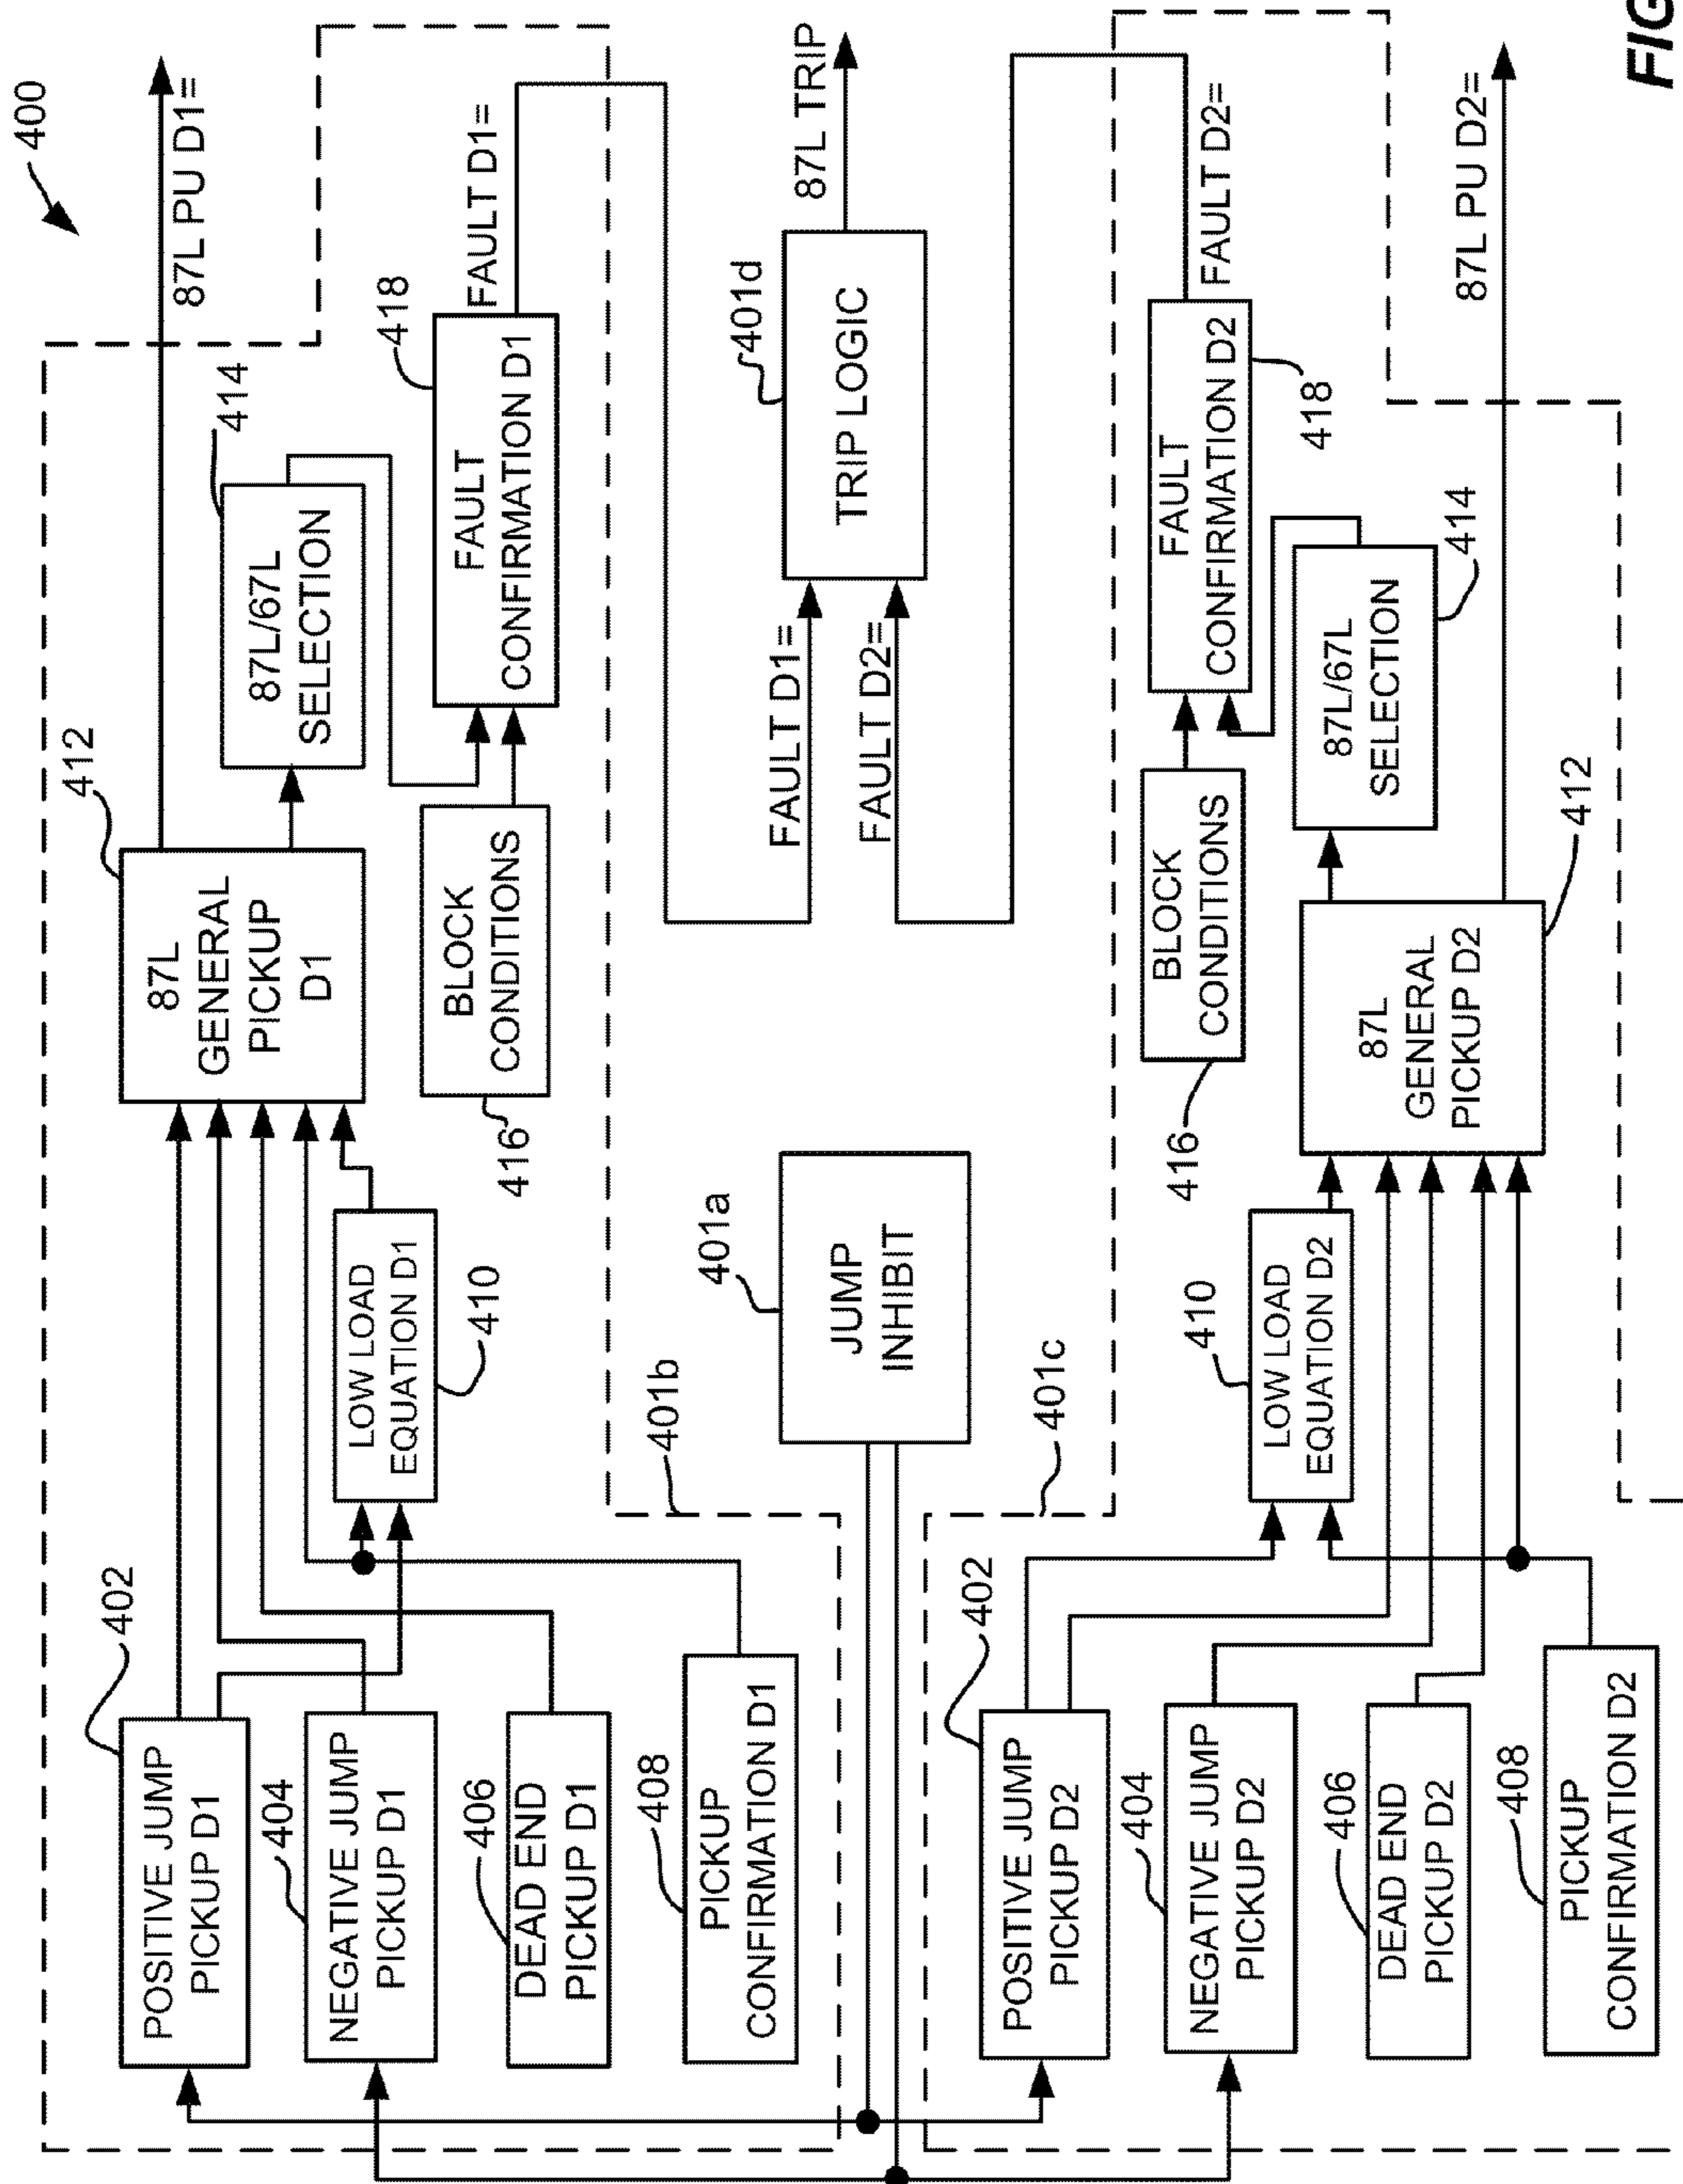 400
402
POSITIVE JUMP
PICKUP D1
404
NEGATIVE JUMP
PICKUP D1
406
DEAD END
PICKUP D1
408
PICKUP
CONFIRMATION D1
LOW LOAD
EQUATION D1
410
412
87L
GENERAL
PICKUP
D1
87L PU D1=
414
87L/67L
SELECTION
BLOCK
CONDITIONS
416
418
FAULT
CONFIRMATION D1
FAULT D1=
401b
401a
JUMP
INHIBIT
401c
FAULT D1=
FAULT D2=
401d
TRIP LOGIC
87L TRIP
402
POSITIVE JUMP
PICKUP D2
404
NEGATIVE JUMP
PICKUP D2
406
DEAD END
PICKUP D2
408
PICKUP
CONFIRMATION D2
410
LOW LOAD
EQUATION D2
416
BLOCK
CONDITIONS
87L
GENERAL
PICKUP D2
412
87L/67L
SELECTION
414
FAULT
CONFIRMATION D2
418
FAULT D2=
87L PU D2=
FIG